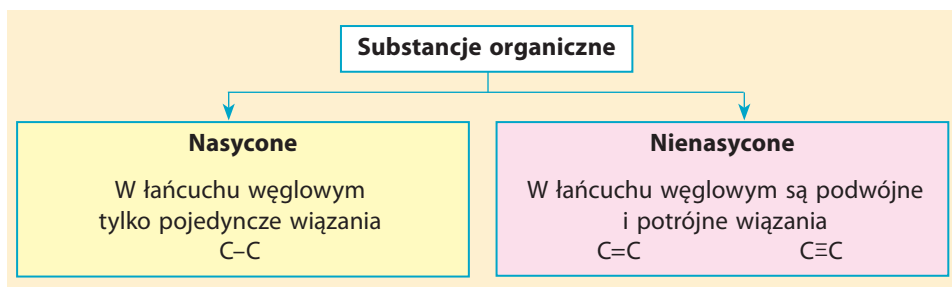 Substancje organiczne
Nasycone
W łańcuchu węglowym
tylko pojedyncze wiązania
C–C
Nienasycone
W łańcuchu węglowym są podwójne
i potrójne wiązania
C=C C≡C